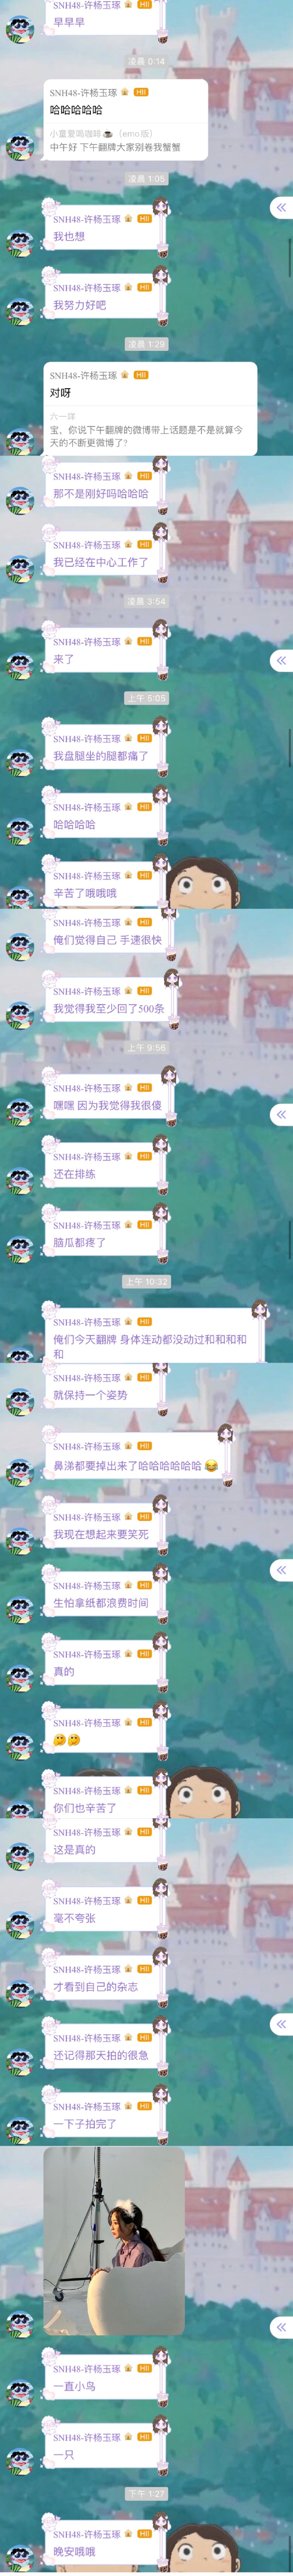 SNH48-许杨玉琢 HII
早早早
凌晨 0:14
SNH48-许杨玉琢 HII
哈哈哈哈哈
小童爱喝咖啡☕（emo版）
中午好 下午翻牌大家别卷我蟹蟹
凌晨 1:05
SNH48-许杨玉琢 HII
我也想
SNH48-许杨玉琢 HII
我努力好吧
凌晨 1:29
SNH48-许杨玉琢 HII
对呀
六一咩
宝，你说下午翻牌的微博带上话题是不是就算今
天的不断更微博了？
SNH48-许杨玉琢 HII
那不是刚好吗哈哈哈
SNH48-许杨玉琢 HII
我已经在中心工作了
凌晨 3:54
SNH48-许杨玉琢 HII
来了
上午 5:05
SNH48-许杨玉琢 HII
我盘腿坐的腿都痛了
SNH48-许杨玉琢 HII
哈哈哈哈
SNH48-许杨玉琢 HII
辛苦了哦哦哦
SNH48-许杨玉琢 HII
俺们觉得自己 手速很快
SNH48-许杨玉琢 HII
我觉得我至少回了500条
上午 9:56
SNH48-许杨玉琢 HII
嘿嘿 因为我觉得我很傻
SNH48-许杨玉琢 HII
还在排练
SNH48-许杨玉琢 HII
脑瓜都疼了
上午 10:32
SNH48-许杨玉琢 HII
俺们今天翻牌 身体连动都没动过和和和和
和
SNH48-许杨玉琢 HII
就保持一个姿势
SNH48-许杨玉琢 HII
鼻涕都要掉出来了哈哈哈哈哈哈 😂
SNH48-许杨玉琢 HII
我现在想起来要笑死
SNH48-许杨玉琢 HII
生怕拿纸都浪费时间
SNH48-许杨玉琢 HII
真的
SNH48-许杨玉琢 HII
🤔🤔
SNH48-许杨玉琢 HII
你们也辛苦了
SNH48-许杨玉琢 HII
这是真的
SNH48-许杨玉琢 HII
毫不夸张
SNH48-许杨玉琢 HII
才看到自己的杂志
SNH48-许杨玉琢 HII
还记得那天拍的很急
SNH48-许杨玉琢 HII
一下子拍完了
SNH48-许杨玉琢 HII
一直小鸟
SNH48-许杨玉琢 HII
一只
下午 1:27
SNH48-许杨玉琢 HII
晚安哦哦